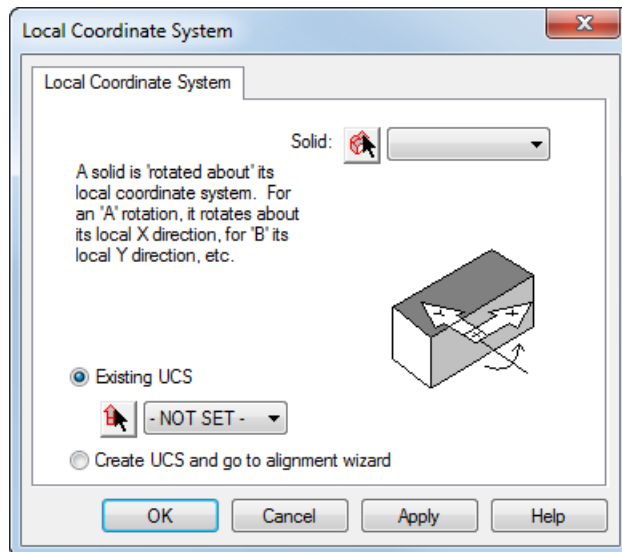 Local Coordinate System
Local Coordinate System
Solid:
A solid is 'rotated about' its
local coordinate system. For
an 'A' rotation, it rotates about
its local X direction, for 'B' its
local Y direction, etc.
Existing UCS
- NOT SET -
Create UCS and go to alignment wizard
OK Cancel Apply Help